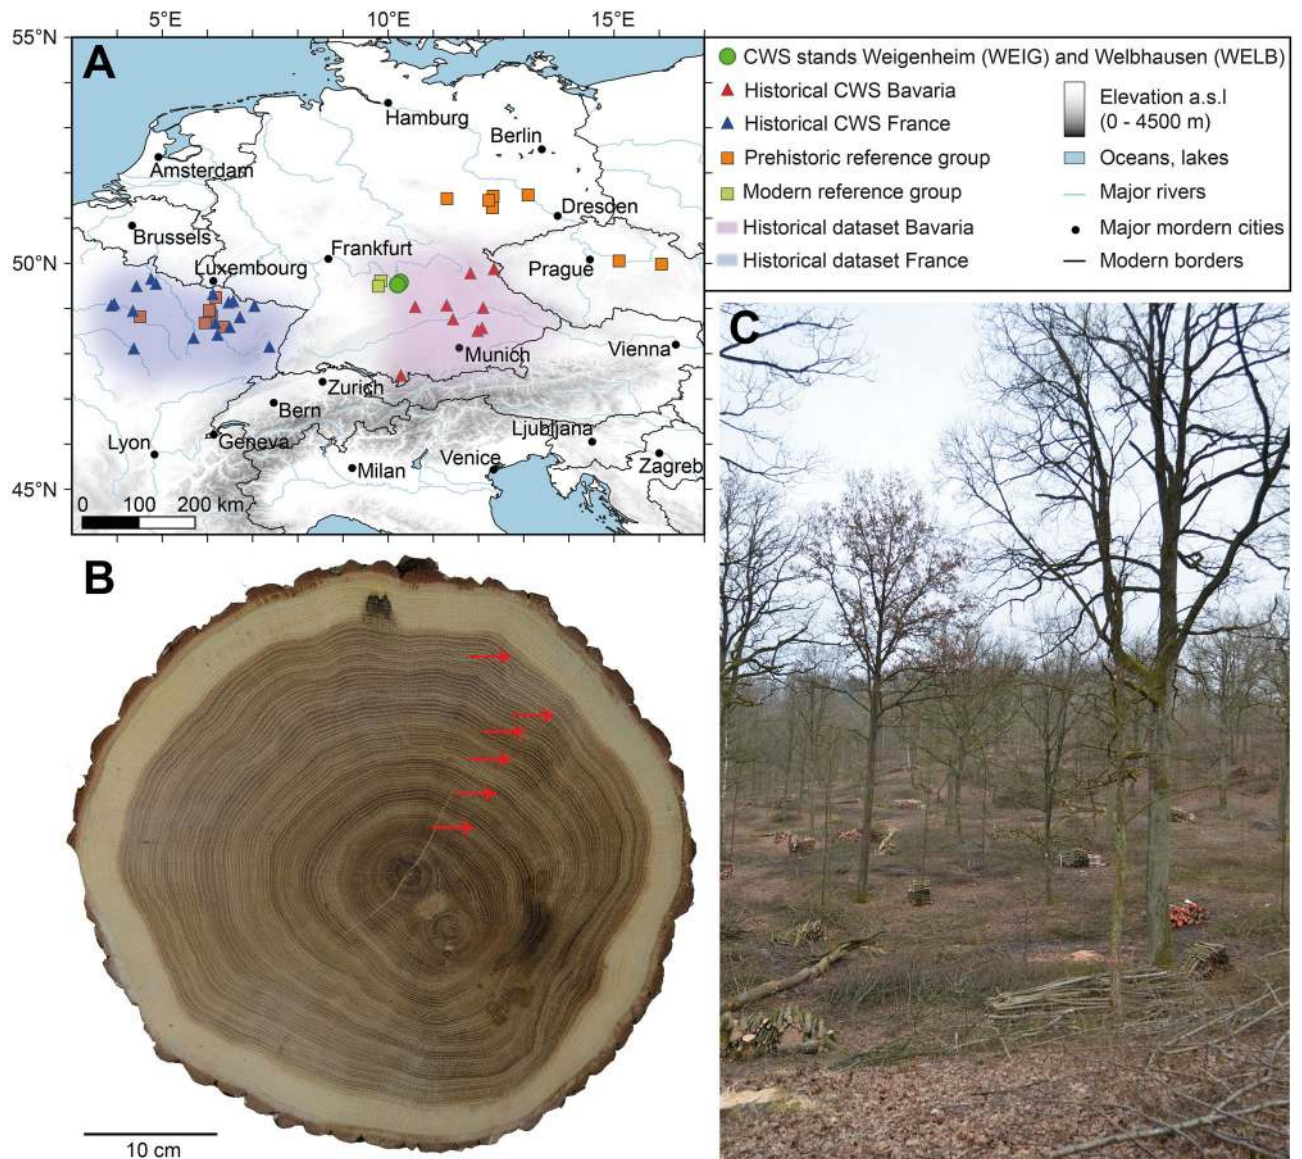 5°E 10°E 15°E
55°N
A
Hamburg
Berlin
Amsterdam
Dresden
Brussels
Frankfurt
50°N
Luxembourg
Prague
Munich
Vienna
Zurich
Bern
Ljubljana
Lyon
Geneva
Venice
Milan
Zagreb
45°N
0 100 200 km
CWS stands Weigenheim (WEIG) and Welbhausen (WELB)
Historical CWS Bavaria
Historical CWS France
Prehistoric reference group
Modern reference group
Historical dataset Bavaria
Historical dataset France
Elevation a.s.l
(0 - 4500 m)
Oceans, lakes
Major rivers
Major mordern cities
Modern borders
B
10 cm
C